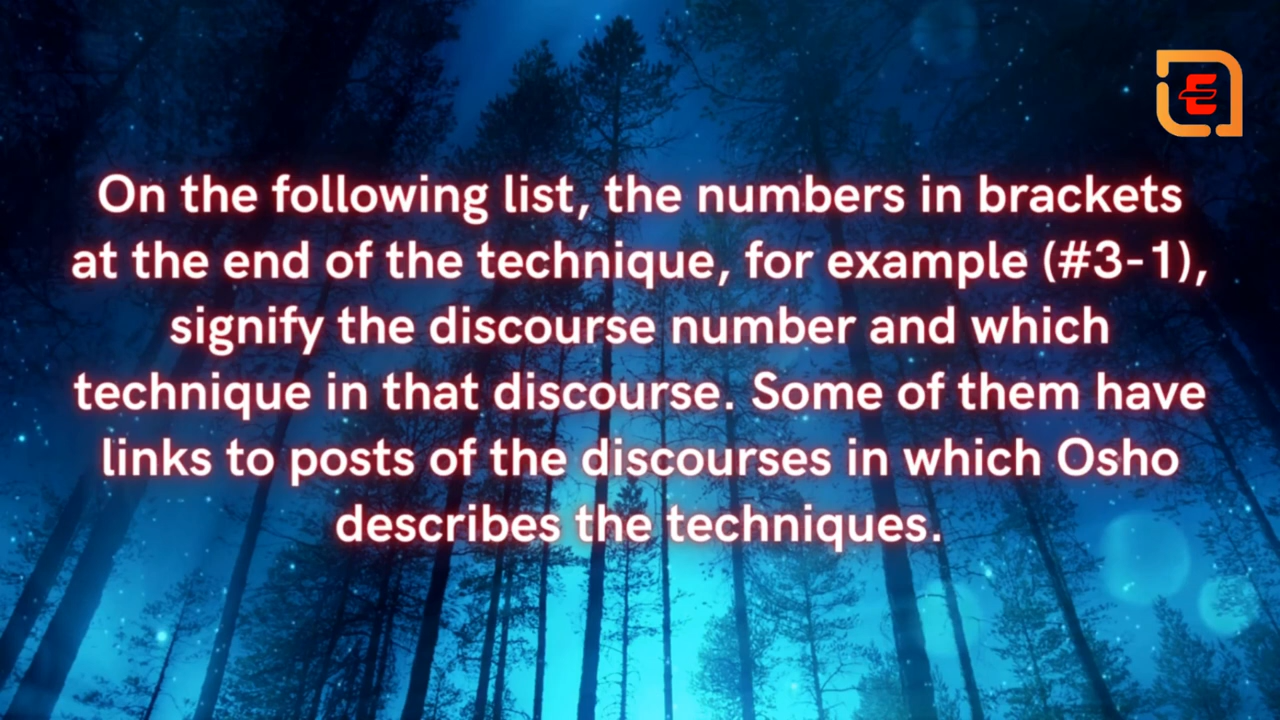 On the following list, the numbers in brackets
at the end of the technique, for example (#3-1),
signify the discourse number and which
technique in that discourse. Some of them have
links to posts of the discourses in which Osho
describes the techniques.
E